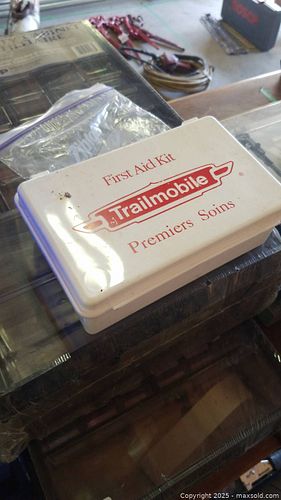 First Aid Kit
Trailmobile
Premiers Soins
Copyright © 2025 - maxsold.com